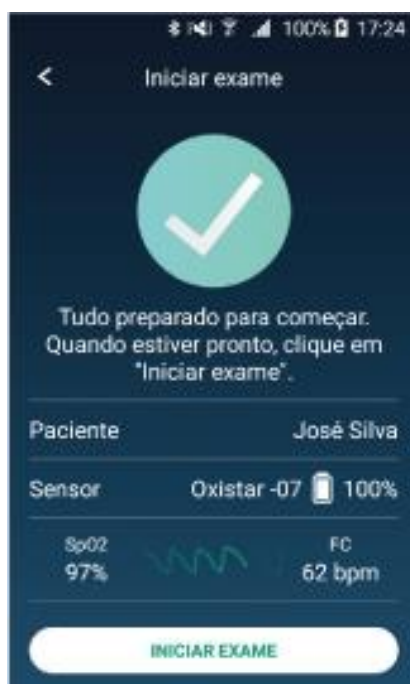 100% 17:24
Iniciar exame
Tudo preparado para começar.
Quando estiver pronto, clique em
"Iniciar exame".
Paciente José Silva
Sensor Oxistar -07 100%
SpO2 FC
97% 62 bpm
INICIAR EXAME